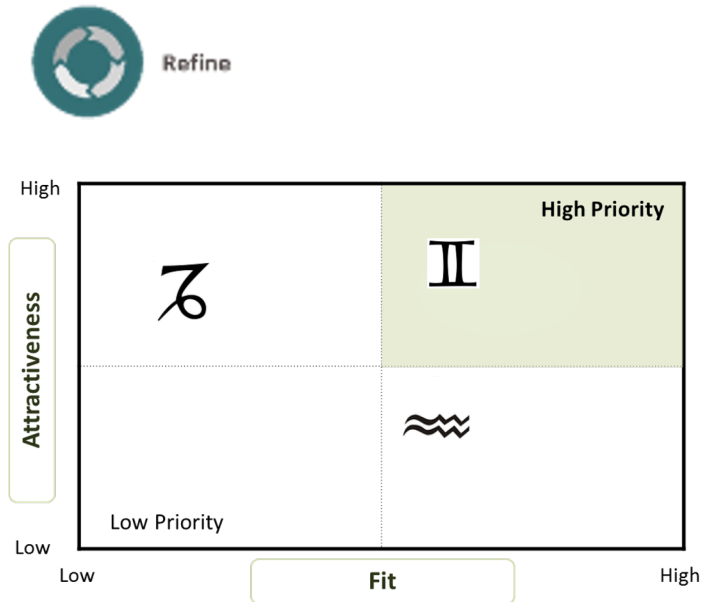 Refine
High
High Priority
♑
♊
Attractiveness
♒
Low Priority
Low
Low
Fit
High